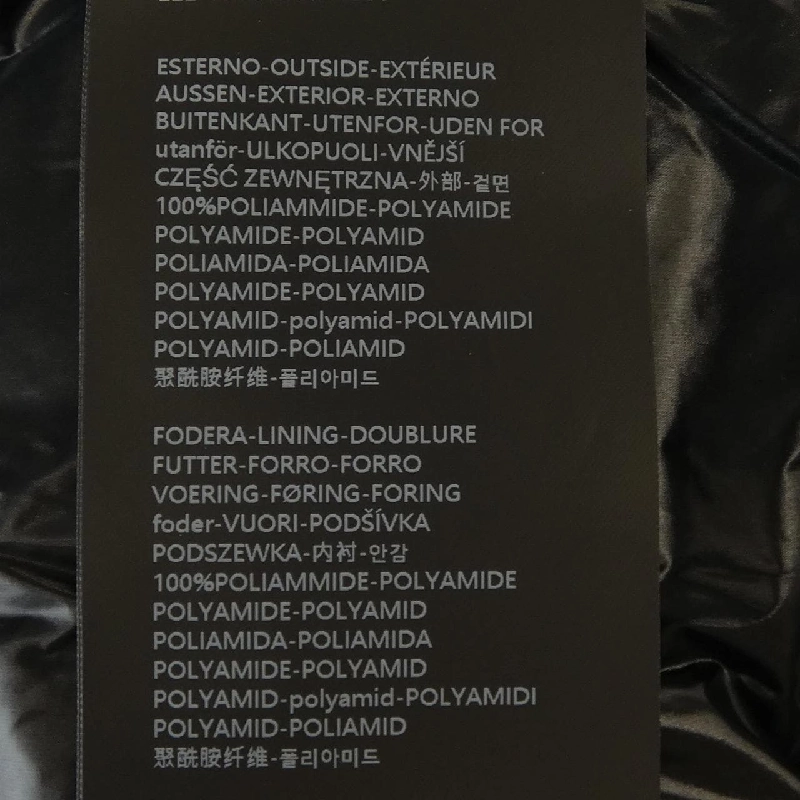 ESTERNO-OUTSIDE-EXTÉRIEUR
AUSSEN-EXTERIOR-EXTERNO
BUITENKANT-UTENFOR-UDEN FOR
utanför-ULKOPUOLI-VNĚJŠÍ
CZĘŚĆ ZEWNĘTRZNA-外部-겉면
100%POLIAMMIDE-POLYAMIDE
POLYAMIDE-POLYAMID
POLIAMIDA-POLIAMIDA
POLYAMIDE-POLYAMID
POLYAMID-polyamid-POLYAMIDI
POLYAMID-POLIAMID
聚酰胺纤维-폴리아미드
FODERA-LINING-DOUBLURE
FUTTER-FORRO-FORRO
VOERING-FØRING-FORING
foder-VUORI-PODŠÍVKA
PODSZEWKA-内衬-안감
100%POLIAMMIDE-POLYAMIDE
POLYAMIDE-POLYAMID
POLIAMIDA-POLIAMIDA
POLYAMIDE-POLYAMID
POLYAMID-polyamid-POLYAMIDI
POLYAMID-POLIAMID
聚酰胺纤维-폴리아미드